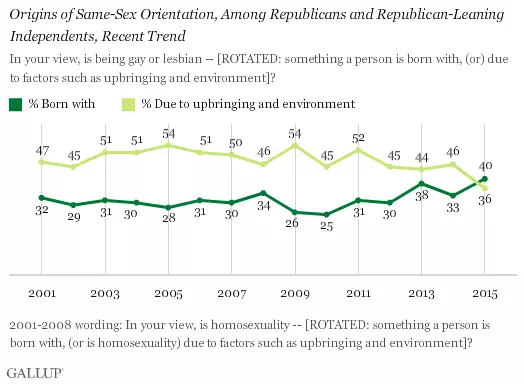 Origins of Same-Sex Orientation, Among Republicans and Republican-Leaning
Independents, Recent Trend
In your view, is being gay or lesbian -- [ROTATED: something a person is born with, (or) due
to factors such as upbringing and environment]?
% Born with % Due to upbringing and environment
47 45 51 51 54 51 50 46 54 45 52 45 44 46 40
32 29 31 30 28 31 30 34 26 25 31 30 38 33 36
2001 2003 2005 2007 2009 2011 2013 2015
2001-2008 wording: In your view, is homosexuality -- [ROTATED: something a person is
born with, (or is homosexuality) due to factors such as upbringing and environment]?
GALLUP